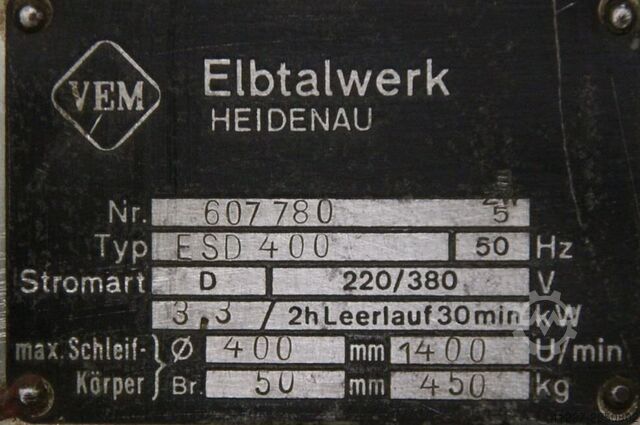 VEM
Elbtalwerk
HEIDENAU
Nr. 607 780 5
Typ ESD 400 50 Hz
Stromart D 220/380 V
3,3 / 2h Leerlauf 30 min kW
max. Schleif- Ø 400 mm 1400 U/min
Körper Br. 50 mm 450 kg